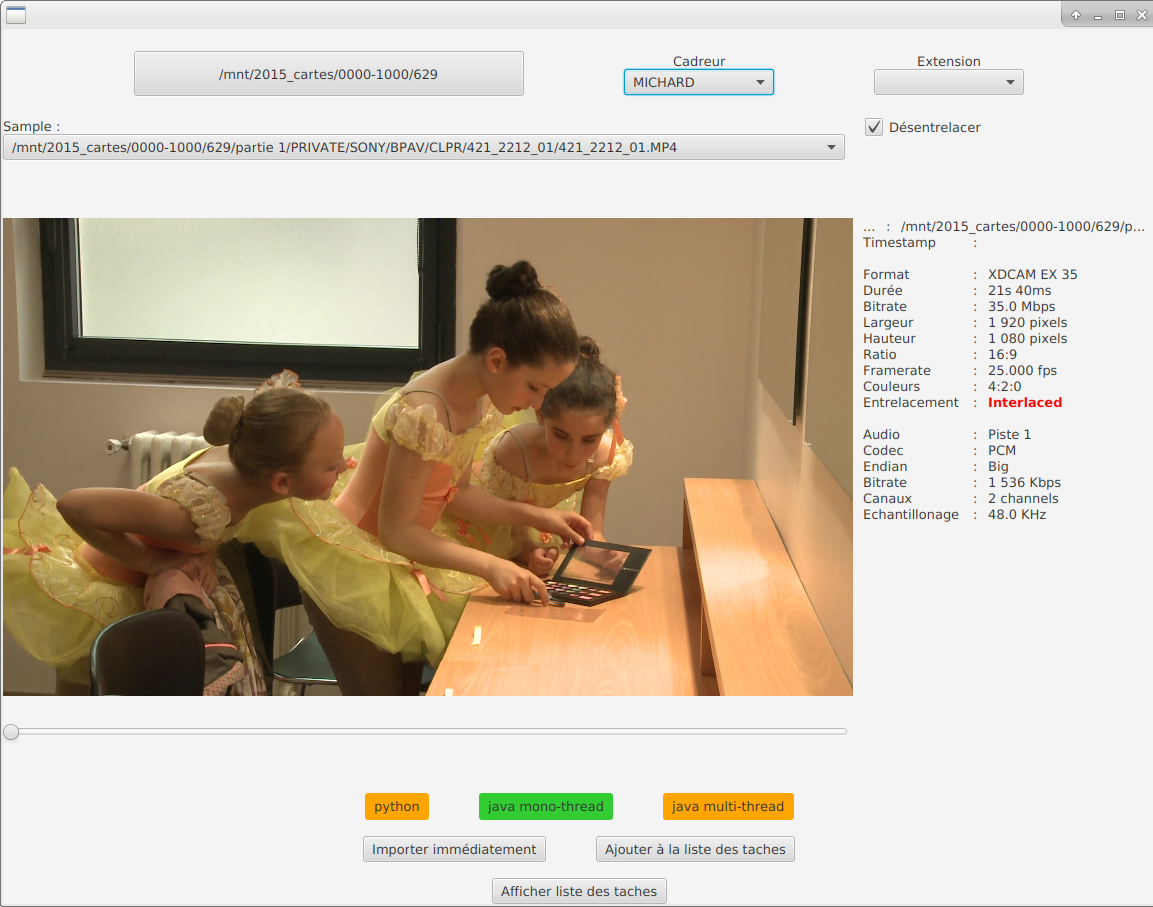 /mnt/2015_cartes/0000-1000/629
Cadreur
MICHARD
Extension
Sample :
/mnt/2015_cartes/0000-1000/629/partie 1/PRIVATE/SONY/BPAV/CLPR/421_2212_01/421_2212_01.MP4
Désentrelacer
... : /mnt/2015_cartes/0000-1000/629/p...
Timestamp :
Format : XDCAM EX 35
Durée : 21s 40ms
Bitrate : 35.0 Mbps
Largeur : 1 920 pixels
Hauteur : 1 080 pixels
Ratio : 16:9
Framerate : 25.000 fps
Couleurs : 4:2:0
Entrelacement : Interlaced
Audio : Piste 1
Codec : PCM
Endian : Big
Bitrate : 1 536 Kbps
Canaux : 2 channels
Echantillonage : 48.0 KHz
python
java mono-thread
java multi-thread
Importer immédiatement
Ajouter à la liste des taches
Afficher liste des taches